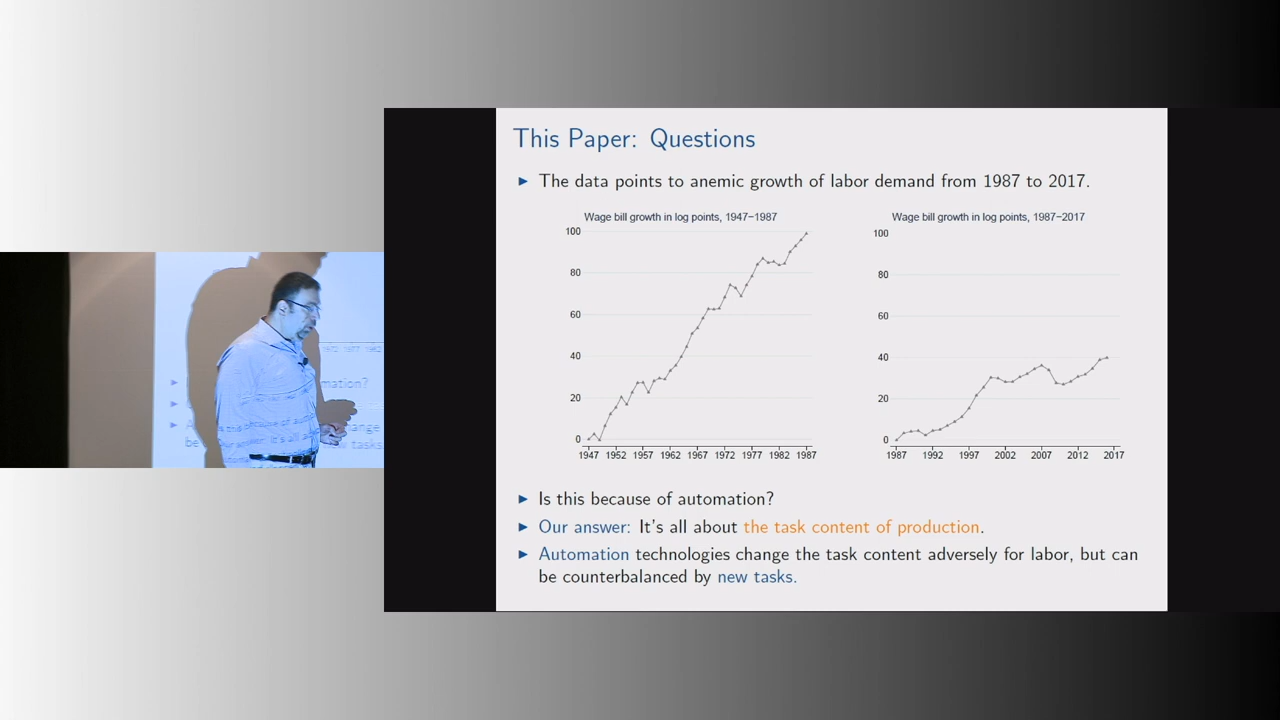 This Paper: Questions
► The data points to anemic growth of labor demand from 1987 to 2017.
Wage bill growth in log points, 1947−1987
100
80
60
40
20
0
1947 1952 1957 1962 1967 1972 1977 1982 1987
Wage bill growth in log points, 1987−2017
100
80
60
40
20
0
1987 1992 1997 2002 2007 2012 2017
► Is this because of automation?
► Our answer: It's all about the task content of production.
► Automation technologies change the task content adversely for labor, but can
be counterbalanced by new tasks.
mation?
be
tasks